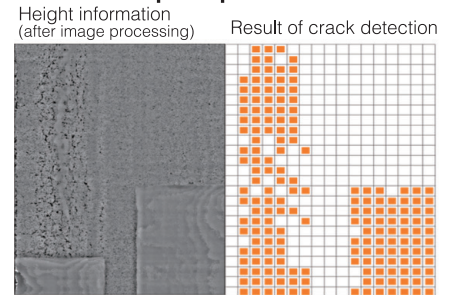 Height information
(after image processing)
Result of crack detection